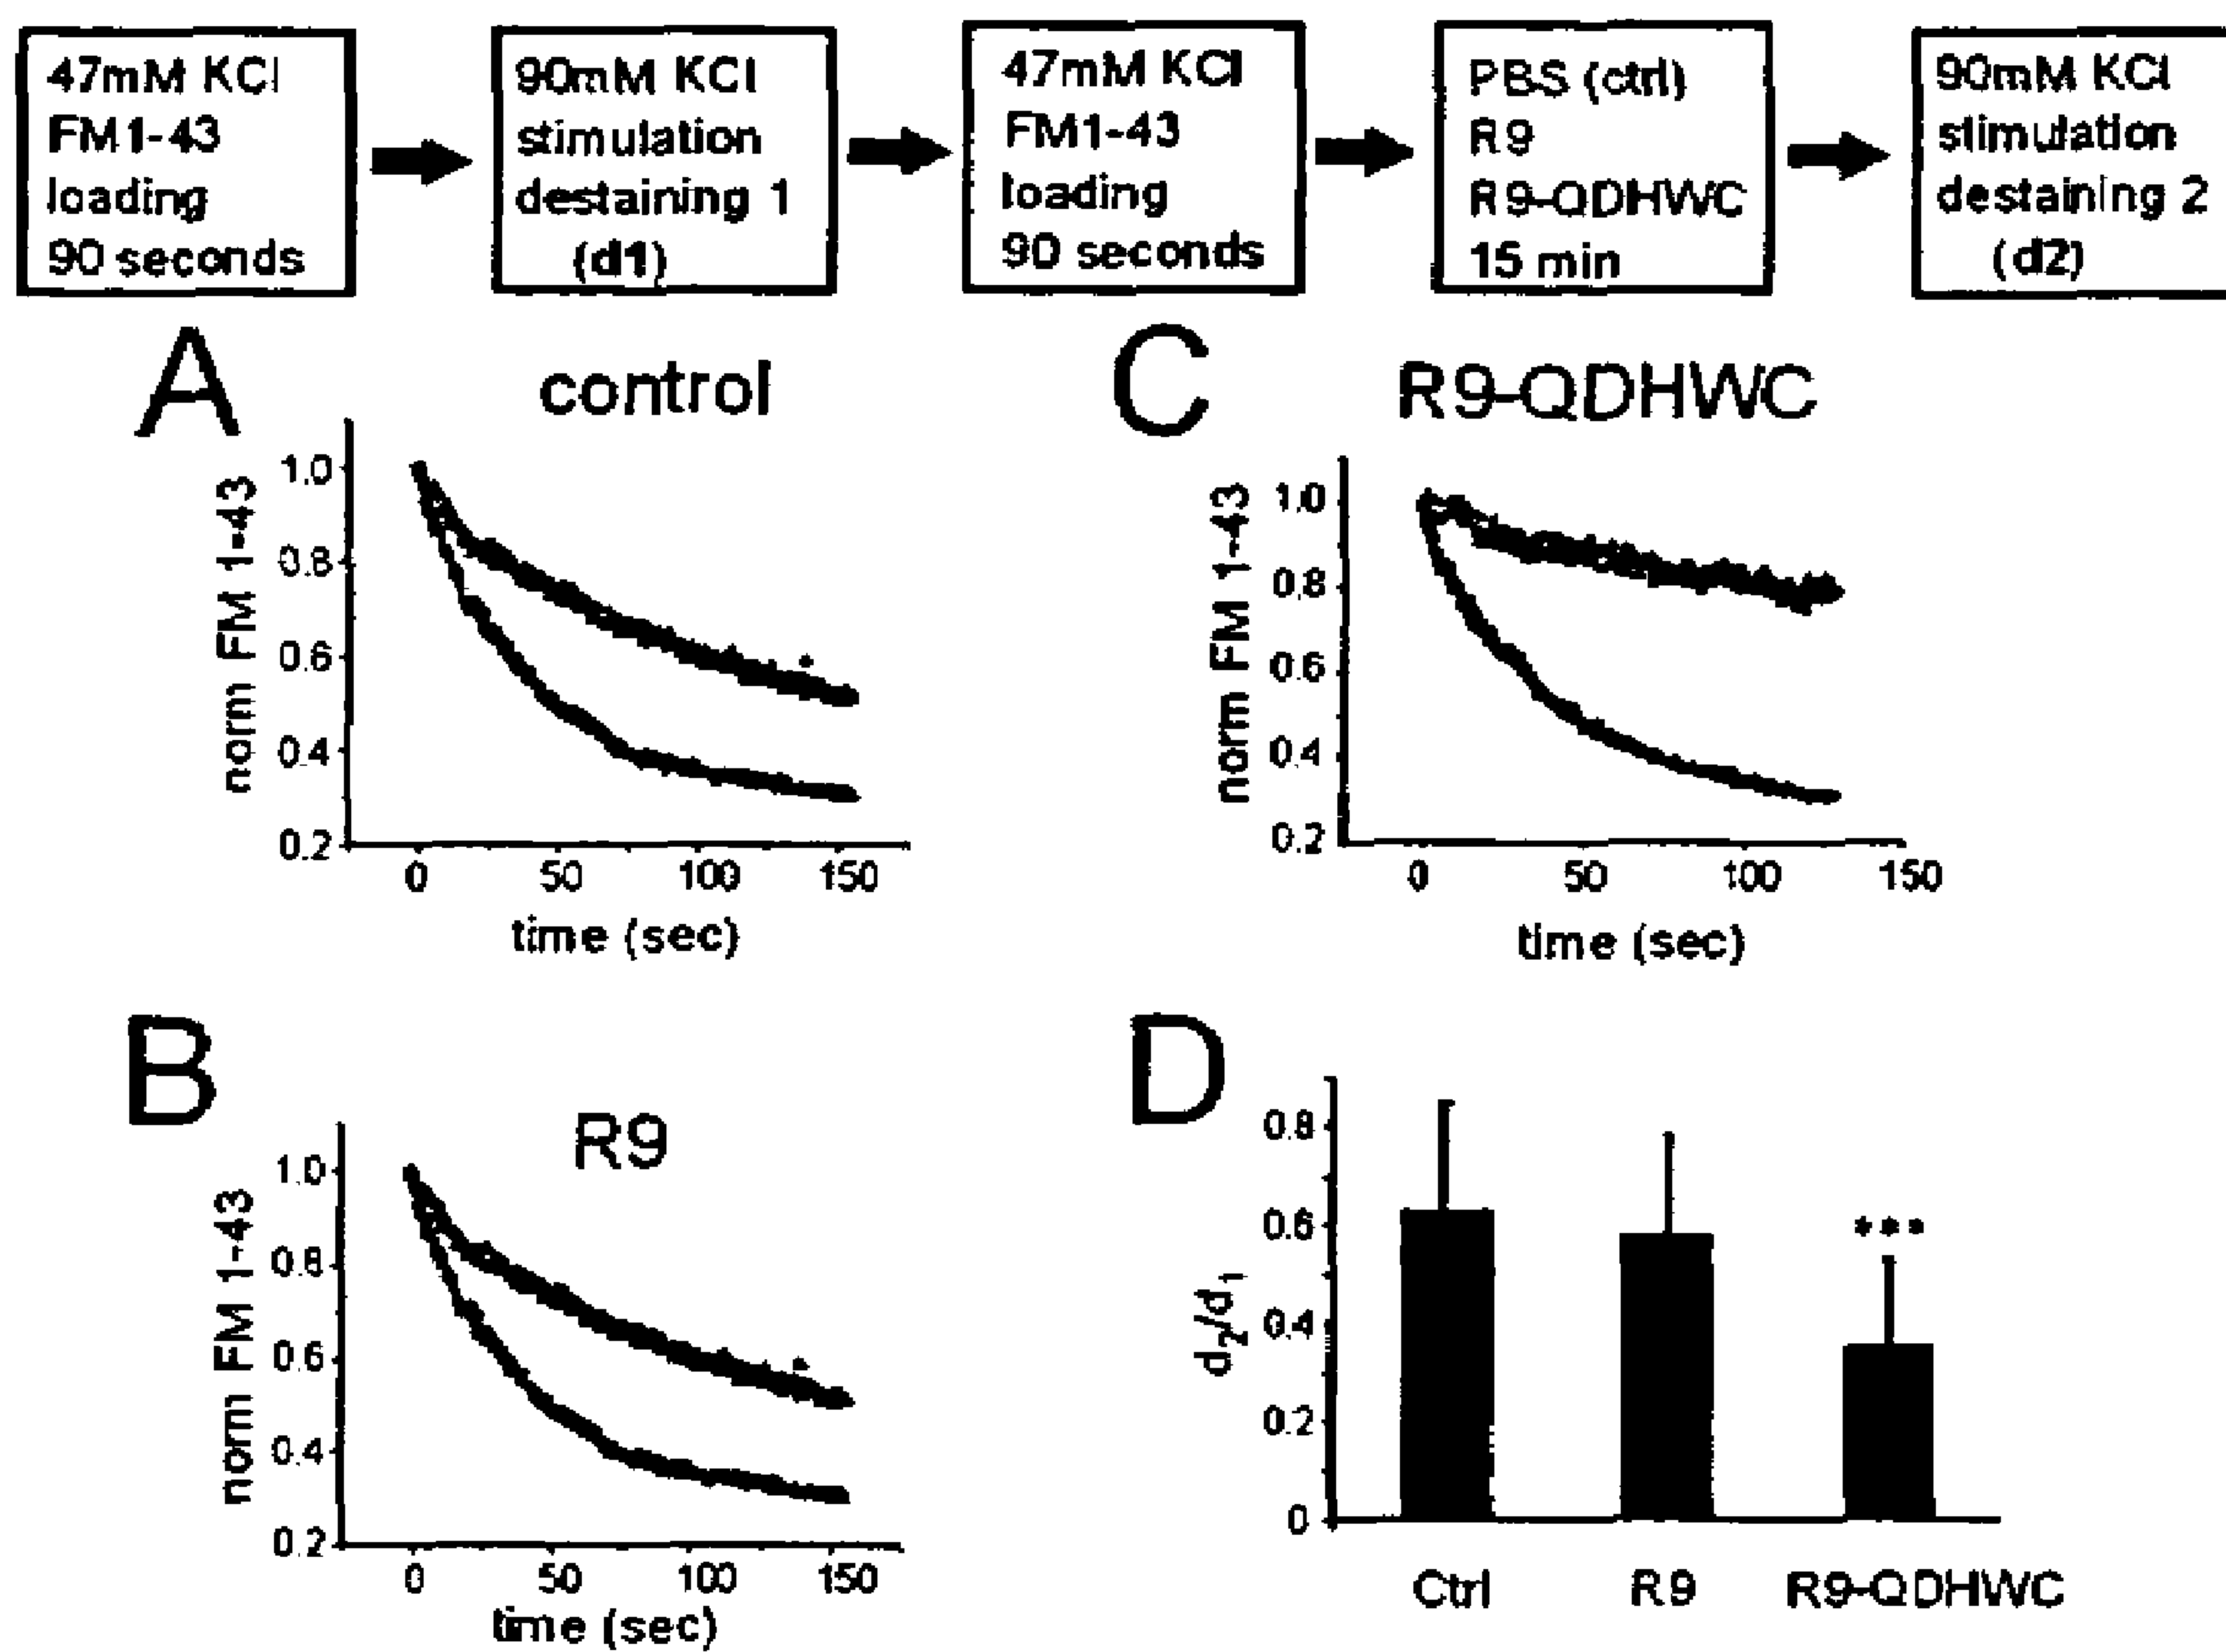 47mM KCl
FM1-43
loading
90 seconds
90mM KCl
stimulation
destaining 1
(d1)
47mM KCl
FM1-43
loading
90 seconds
PBS (ctrl)
R9
R9-QDHWC
15 min
90mM KCl
stimulation
destaining 2
(d2)
A
control
norm FM 1-43
1.0
0.8
0.6
0.4
0.2
0 50 100 150
time (sec)
C
R9-QDHWC
norm FM 1-43
1.0
0.8
0.6
0.4
0.2
0 50 100 150
time (sec)
B
R9
norm FM 1-43
1.0
0.8
0.6
0.4
0.2
0 50 100 150
time (sec)
D
d2/d1
0.8
0.6
0.4
0.2
0
***
Ctrl R9 R9-QDHWC